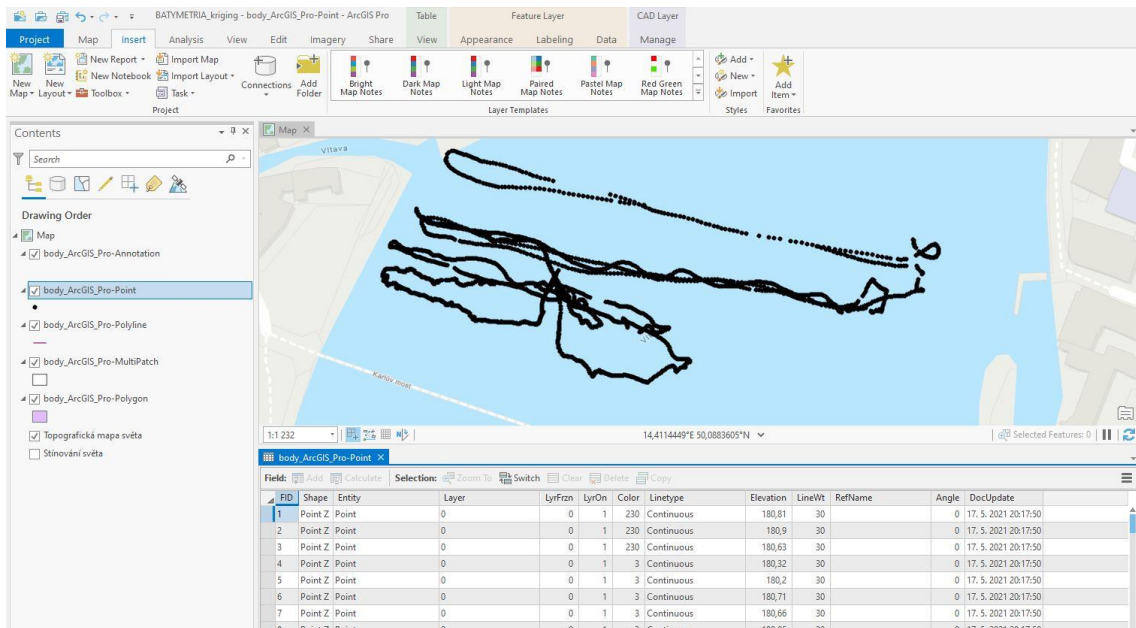 BATYMETRIA_kriging - body_ArcGIS_Pro-Point - ArcGIS Pro
Table Feature Layer CAD Layer
Project Map Insert Analysis View Edit Imagery Share View Appearance Labeling Data Manage
New Map
New Layout
New Report
New Notebook
Toolbox
Import Map
Import Layout
Task
Project
Connections
Add Folder
Bright Map Notes
Dark Map Notes
Light Map Notes
Paired Map Notes
Pastel Map Notes
Red Green Map Notes
Layer Templates
Add
New
Import
Styles
Add Item
Favorites
Contents
Search
Drawing Order
Map
body_ArcGIS_Pro-Annotation
body_ArcGIS_Pro-Point
body_ArcGIS_Pro-Polyline
body_ArcGIS_Pro-MultiPatch
body_ArcGIS_Pro-Polygon
Topografická mapa světa
Stínování světa
Map
Vltava
Karlův most
1:1 232
14,4114449°E 50,0883605°N
Selected Features: 0
body_ArcGIS_Pro-Point
Field: Add Calculate Selection: Zoom To Switch Clear Delete Copy
FID Shape Entity Layer LyrFrzn LyrOn Color Linetype Elevation LineWt RefName Angle DocUpdate
1 Point Z Point 0 0 1 230 Continuous 180,81 30 0 17. 5. 2021 20:17:50
2 Point Z Point 0 0 1 230 Continuous 180,9 30 0 17. 5. 2021 20:17:50
3 Point Z Point 0 0 1 230 Continuous 180,63 30 0 17. 5. 2021 20:17:50
4 Point Z Point 0 0 1 3 Continuous 180,32 30 0 17. 5. 2021 20:17:50
5 Point Z Point 0 0 1 3 Continuous 180,2 30 0 17. 5. 2021 20:17:50
6 Point Z Point 0 0 1 3 Continuous 180,71 30 0 17. 5. 2021 20:17:50
7 Point Z Point 0 0 1 3 Continuous 180,66 30 0 17. 5. 2021 20:17:50